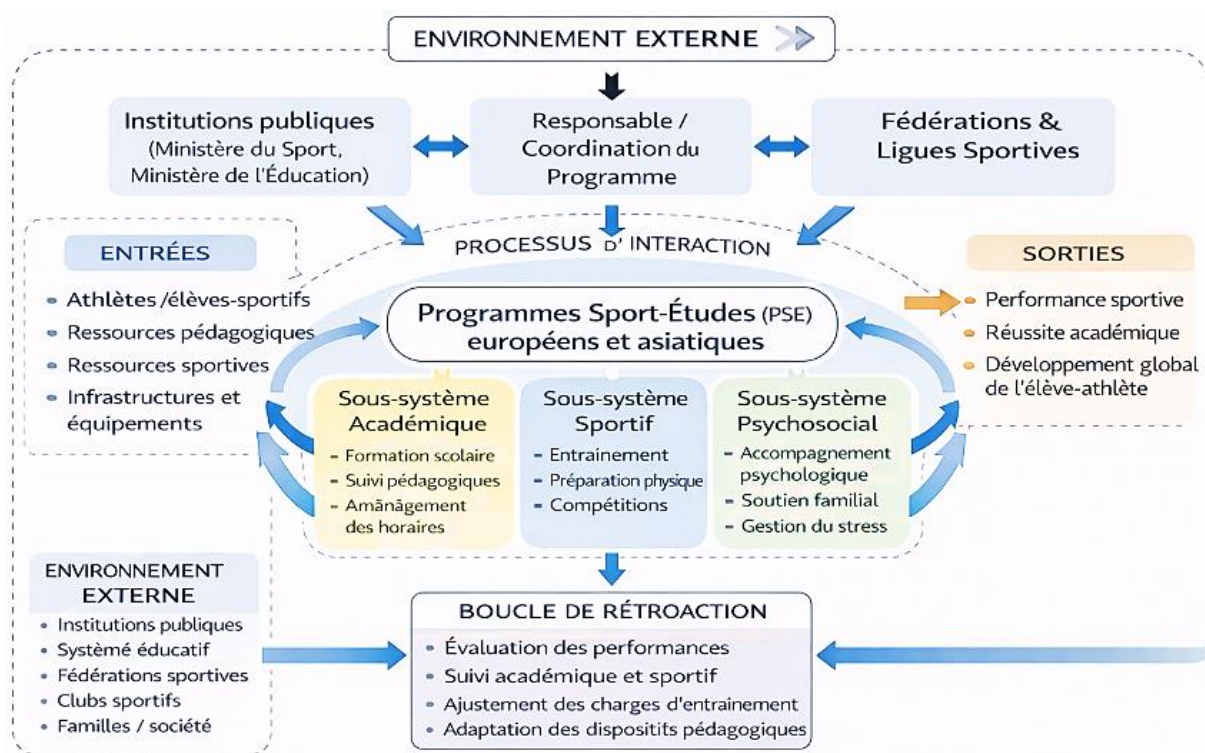 ENVIRONNEMENT EXTERNE
Institutions publiques
(Ministère du Sport,
Ministère de l'Éducation)
Responsable /
Coordination du
Programme
Fédérations &
Ligues Sportives
PROCESSUS D' INTERACTION
ENTRÉES
• Athlètes /élèves-sportifs
• Ressources pédagogiques
• Ressources sportives
• Infrastructures et
équipements
SORTIES
• Performance sportive
• Réussite académique
• Développement global
de l'élève-athlète
Programmes Sport-Études (PSE)
européens et asiatiques
Sous-système
Académique
- Formation scolaire
- Suivi pédagogiques
- Amãnãgement
des horaires
Sous-système
Sportif
- Entrainement
- Préparation physique
- Compétitions
Sous-système
Psychosocial
- Accompagnement
psychologique
- Soutien familial
- Gestion du stress
ENVIRONNEMENT
EXTERNE
• Institutions publiques
• Systèmé éducatif
• Fédérations sportives
• Clubs sportifs
• Familles / société
BOUCLE DE RÉTROACTION
• Évaluation des performances
• Suivi académique et sportif
• Ajustement des charges d'entrainement
• Adaptation des dispositifs pédagogiques